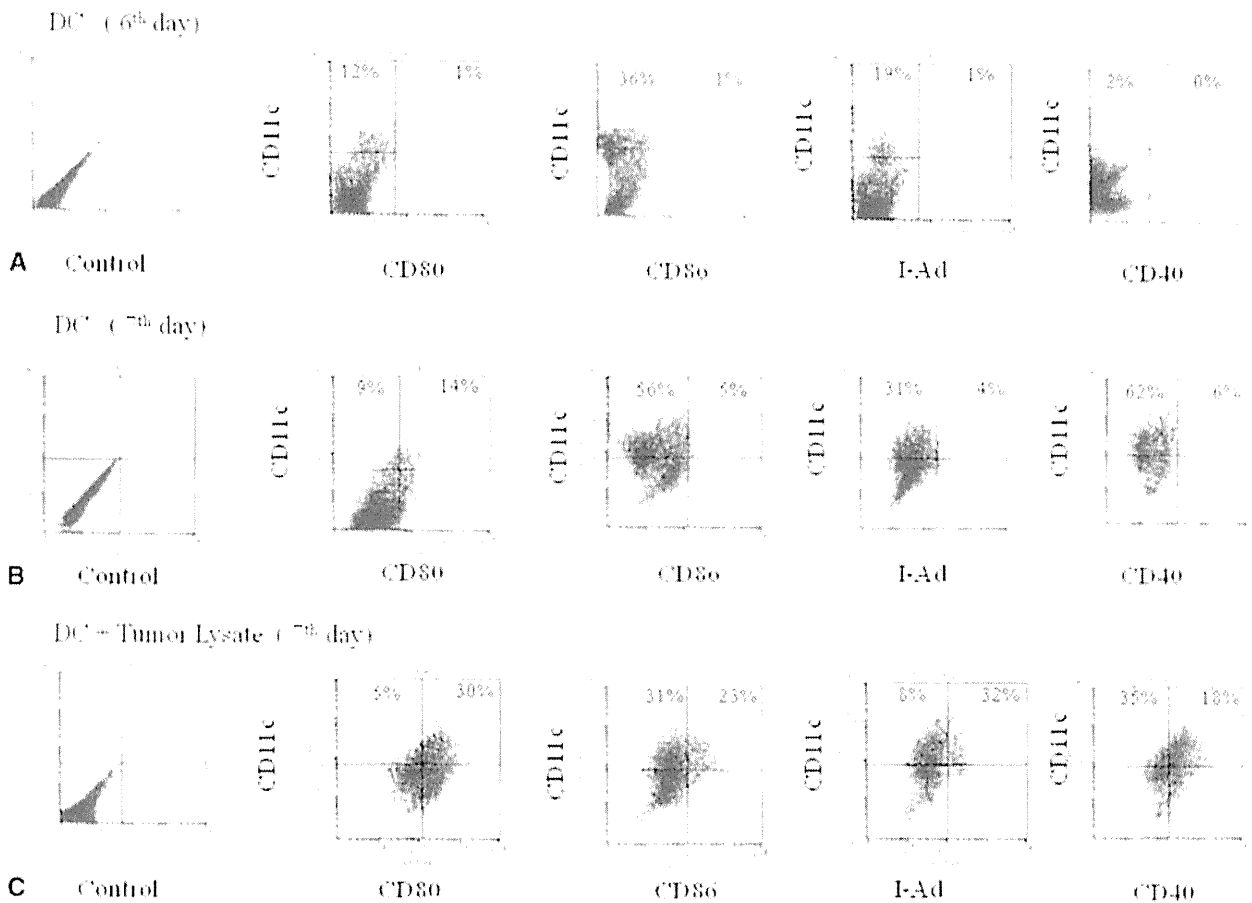 DC ( 6th day)
12% 1% 36% 1% 19% 1% 2% 0%
CD11c CD11c CD11c CD11c
A Control CD80 CD86 I-Ad CD40
DC ( 7th day)
9% 14% 56% 5% 31% 4% 62% 6%
CD11c CD11c CD11c CD11c
B Control CD80 CD86 I-Ad CD40
DC + Tumor Lysate ( 7th day)
5% 30% 31% 23% 8% 32% 35% 18%
CD11c CD11c CD11c CD11c
C Control CD80 CD86 I-Ad CD40